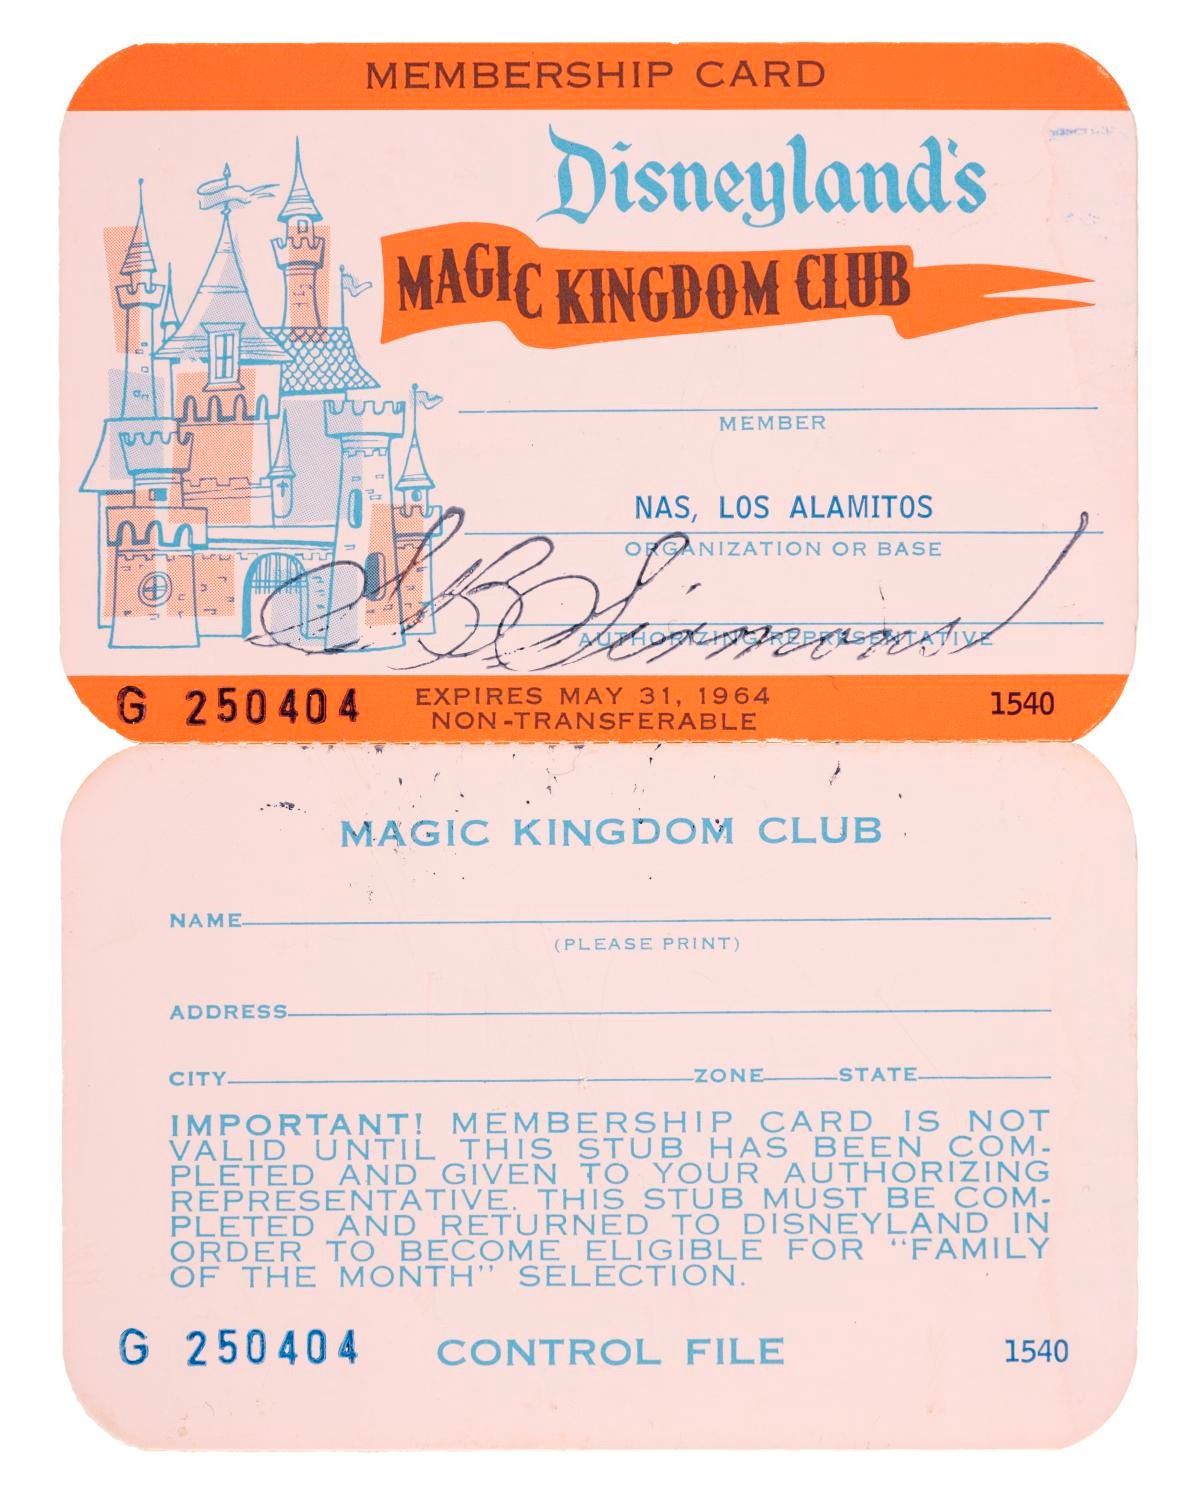 MEMBERSHIP CARD
Disneyland's
MAGIC KINGDOM CLUB
MEMBER
NAS, LOS ALAMITOS
ORGANIZATION OR BASE
B Simmons
AUTHORIZING REPRESENTATIVE
G 250404
EXPIRES MAY 31, 1964
NON-TRANSFERABLE
1540
MAGIC KINGDOM CLUB
NAME
(PLEASE PRINT)
ADDRESS
CITY ZONE STATE
IMPORTANT! MEMBERSHIP CARD IS NOT
VALID UNTIL THIS STUB HAS BEEN COM-
PLETED AND GIVEN TO YOUR AUTHORIZING
REPRESENTATIVE. THIS STUB MUST BE COM-
PLETED AND RETURNED TO DISNEYLAND IN
ORDER TO BECOME ELIGIBLE FOR "FAMILY
OF THE MONTH" SELECTION.
G 250404 CONTROL FILE 1540